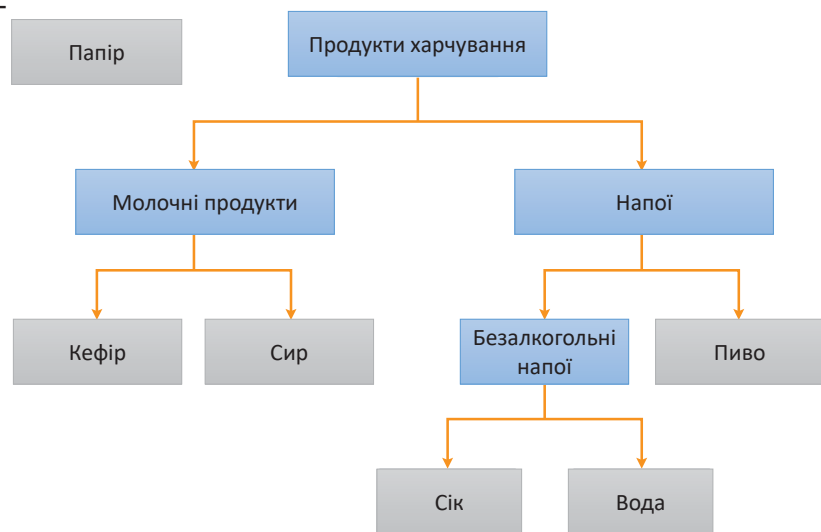 Папір
Продукти харчування
Молочні продукти
Напої
Кефір
Сир
Безалкогольні
напої
Пиво
Сік
Вода